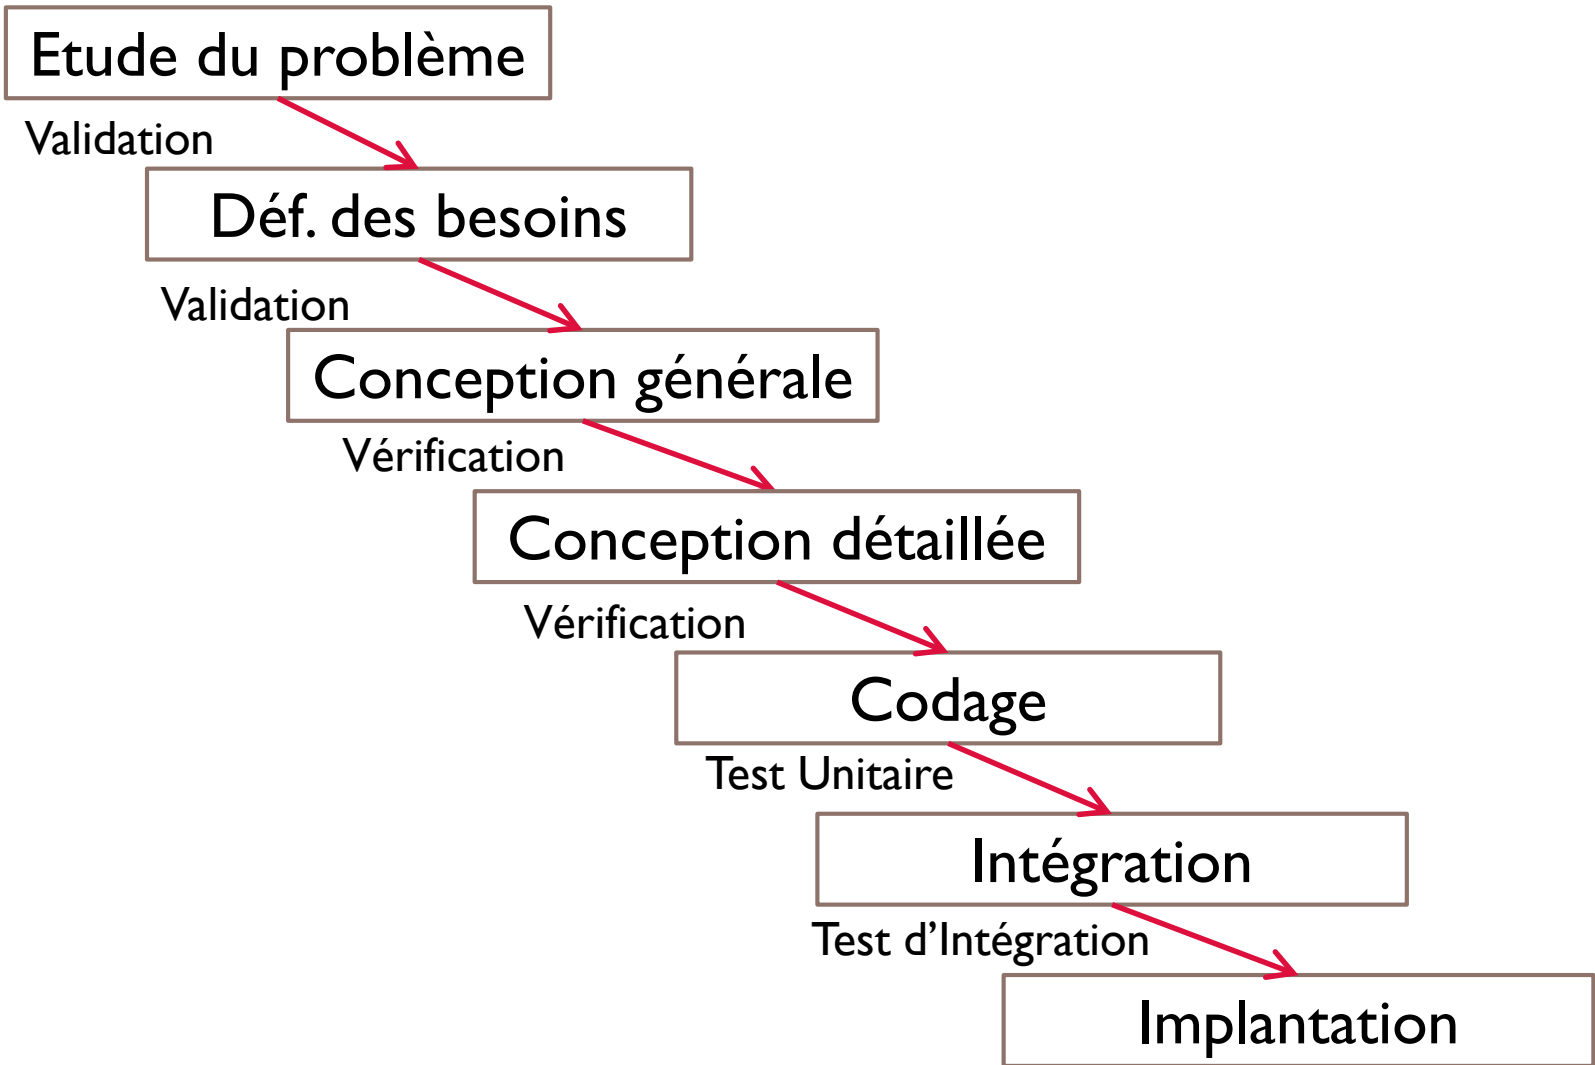 Etude du problème
Validation
Déf. des besoins
Validation
Conception générale
Vérification
Conception détaillée
Vérification
Codage
Test Unitaire
Intégration
Test d’Intégration
Implantation